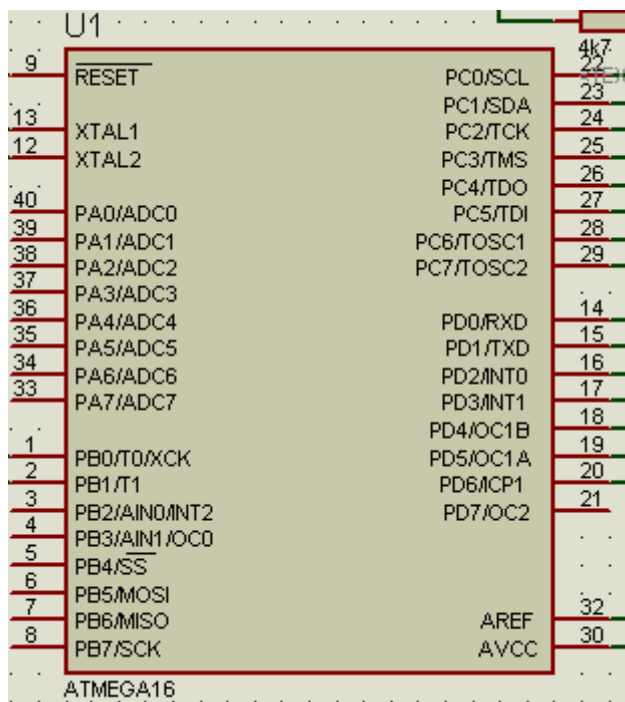 U1
4k7
9 RESET PC0/SCL 22
PC1/SDA 23
13 XTAL1 PC2/TCK 24
12 XTAL2 PC3/TMS 25
PC4/TDO 26
40 PA0/ADC0 PC5/TDI 27
39 PA1/ADC1 PC6/TOSC1 28
38 PA2/ADC2 PC7/TOSC2 29
37 PA3/ADC3
36 PA4/ADC4 PD0/RXD 14
35 PA5/ADC5 PD1/TXD 15
34 PA6/ADC6 PD2/INT0 16
33 PA7/ADC7 PD3/INT1 17
PD4/OC1B 18
1 PB0/T0/XCK PD5/OC1A 19
2 PB1/T1 PD6/ICP1 20
3 PB2/AIN0/INT2 PD7/OC2 21
4 PB3/AIN1/OC0
5 PB4/SS
6 PB5/MOSI
7 PB6/MISO AREF 32
8 PB7/SCK AVCC 30
ATMEGA16